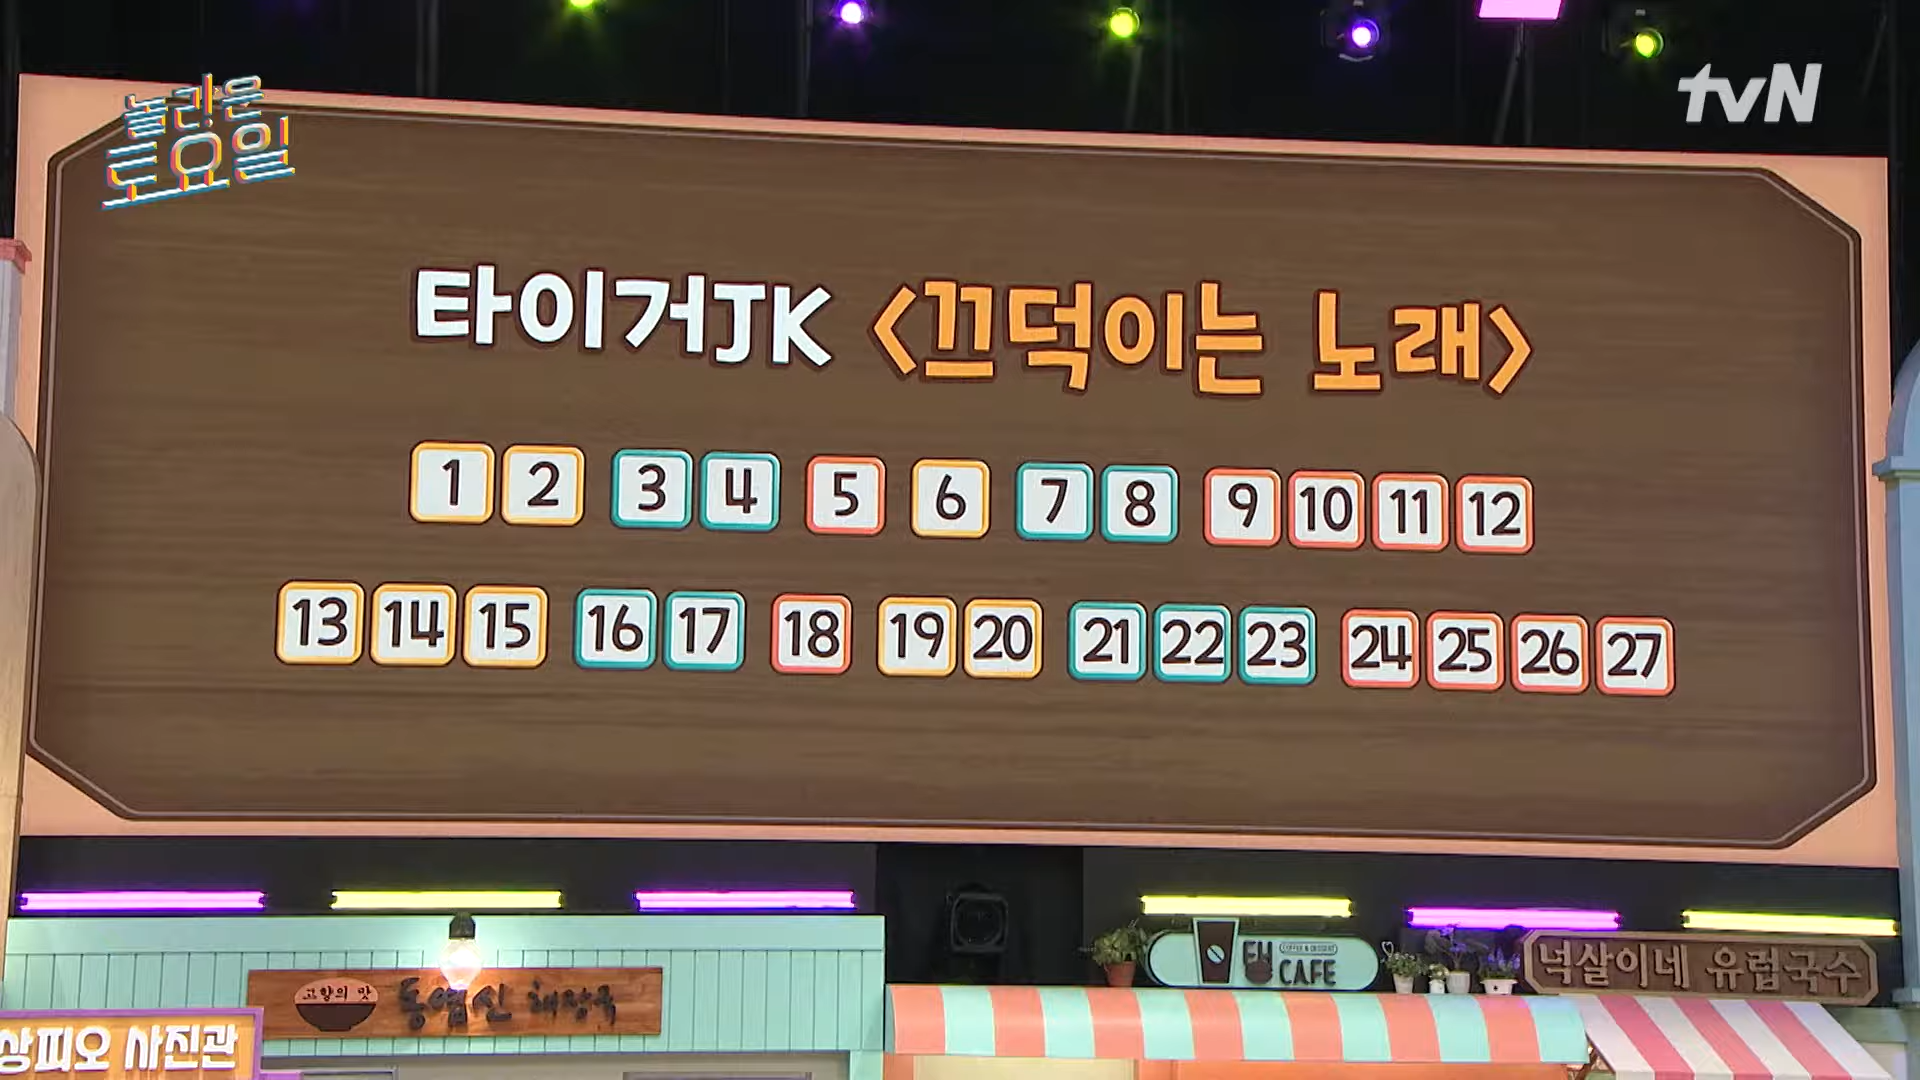 놀라운
토요일
tvN
타이거JK <끄덕이는 노래>
1 2 3 4 5 6 7 8 9 10 11 12
13 14 15 16 17 18 19 20 21 22 23 24 25 26 27
고향의 맛
동엽신 해장국
COFFEE & DESSERT
CAFE
넉살이네 유럽국수
상피오 사진관